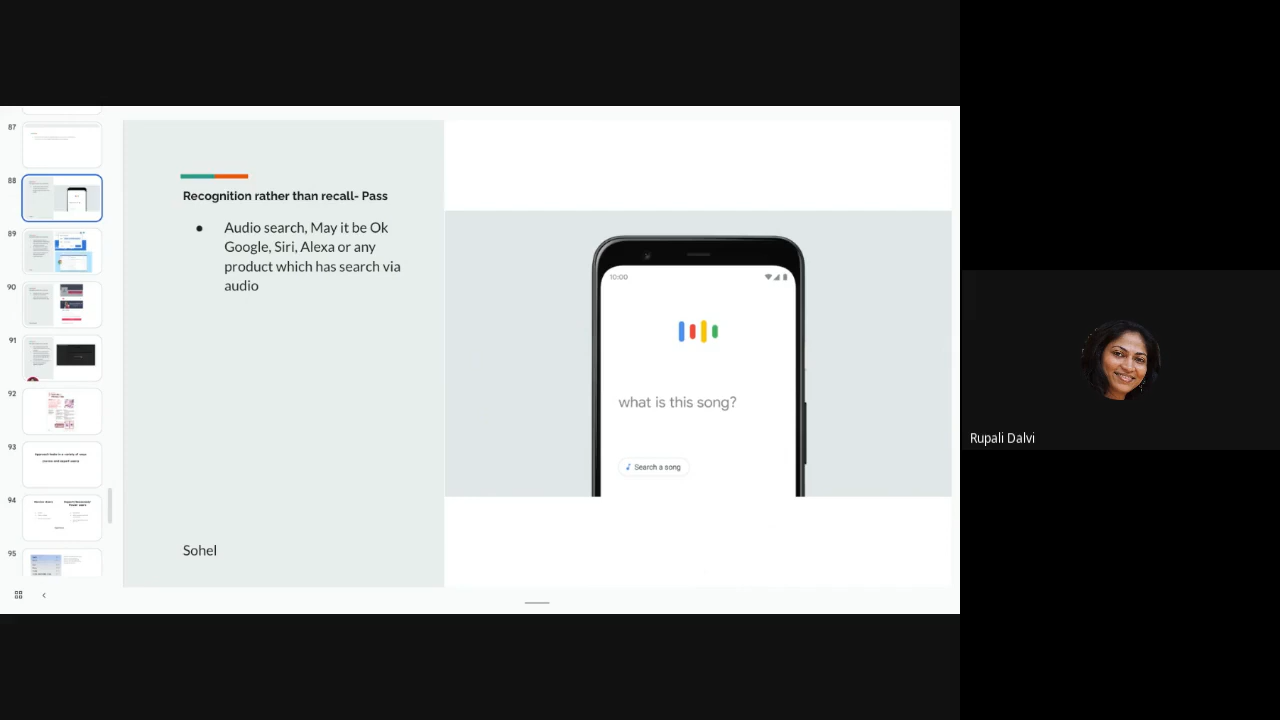 87
88
89
90
91
92
93
94
95
Recognition rather than recall- Pass
● Audio search, May it be Ok
Google, Siri, Alexa or any
product which has search via
audio
Sohel
10:00
what is this song?
Search a song
Rupali Dalvi